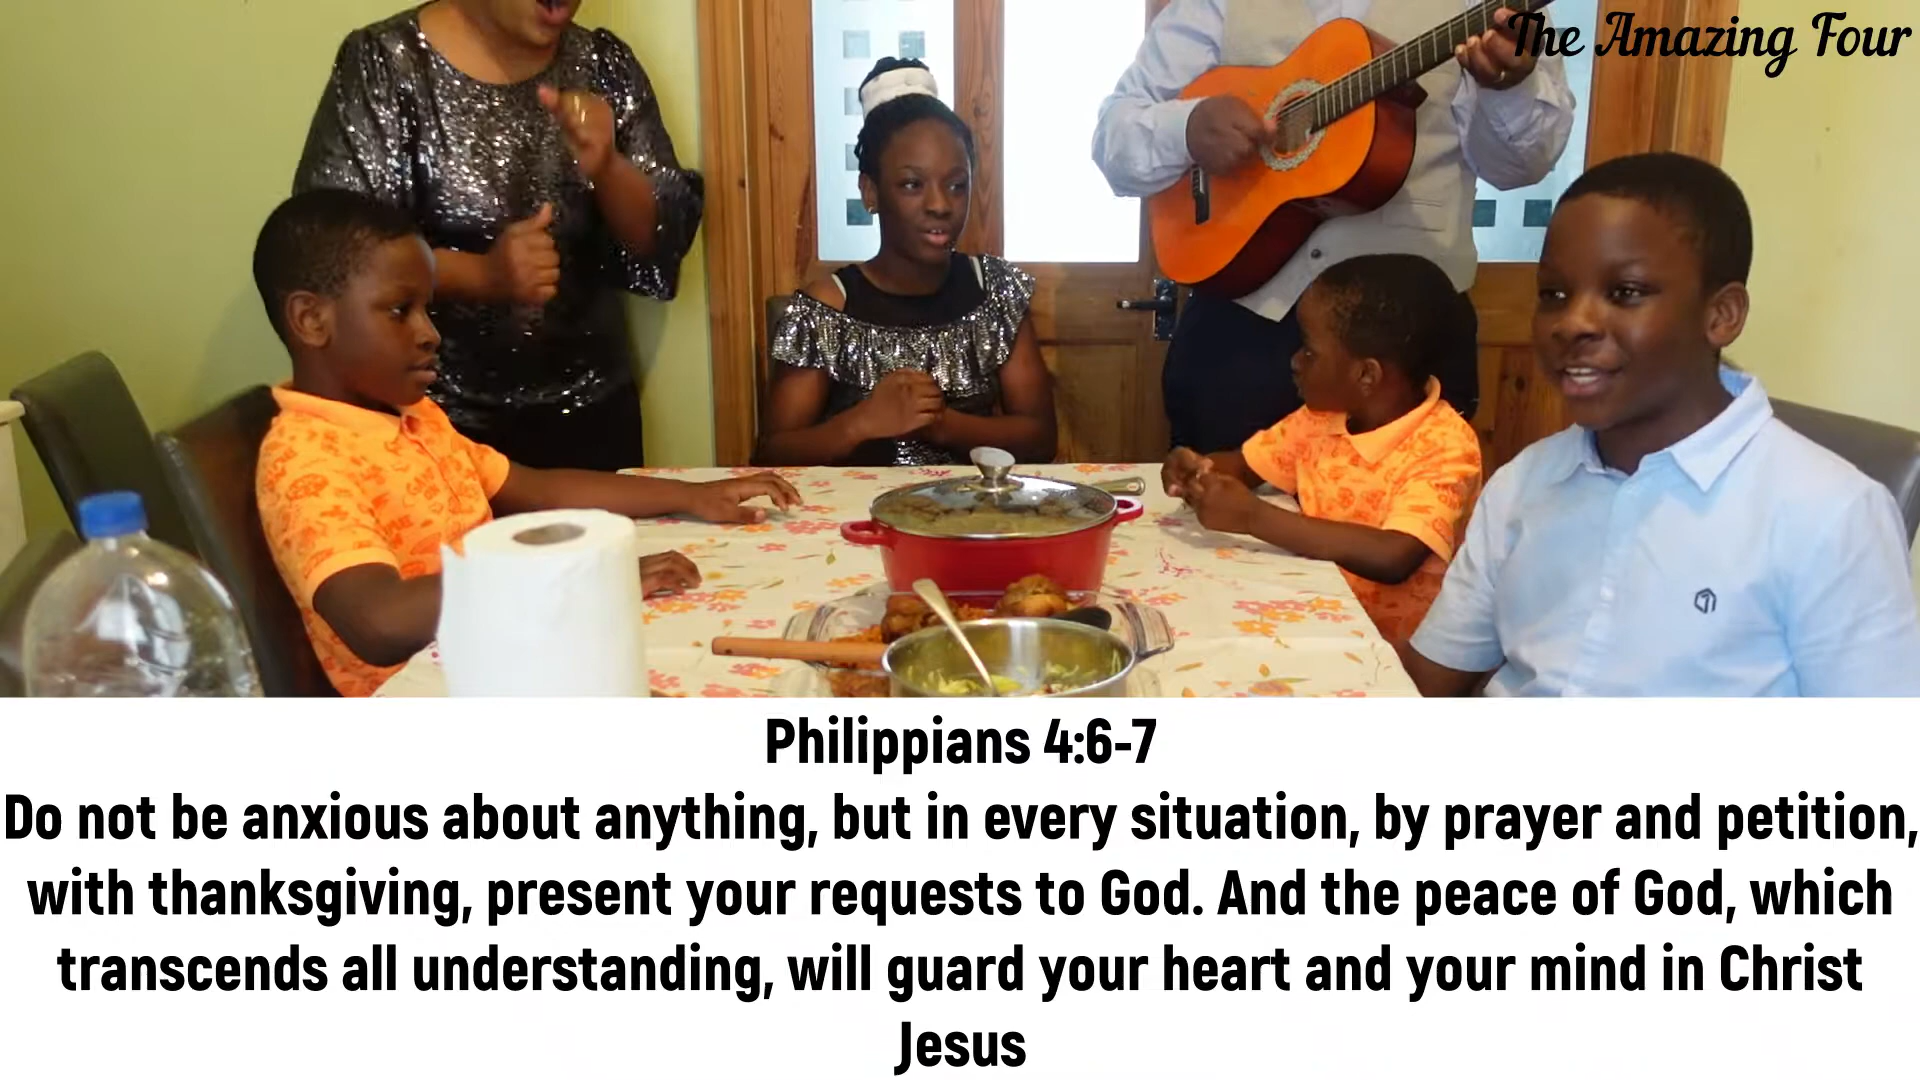 The Amazing Four
Philippians 4:6-7
Do not be anxious about anything, but in every situation, by prayer and petition,
with thanksgiving, present your requests to God. And the peace of God, which
transcends all understanding, will guard your heart and your mind in Christ
Jesus